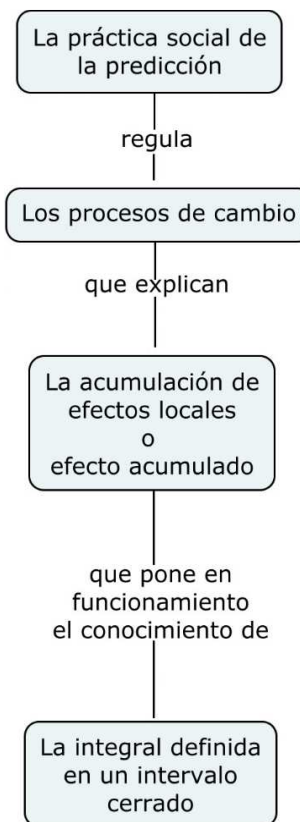 La práctica social de
la predicción
regula
Los procesos de cambio
que explican
La acumulación de
efectos locales
o
efecto acumulado
que pone en
funcionamiento
el conocimiento de
La integral definida
en un intervalo
cerrado